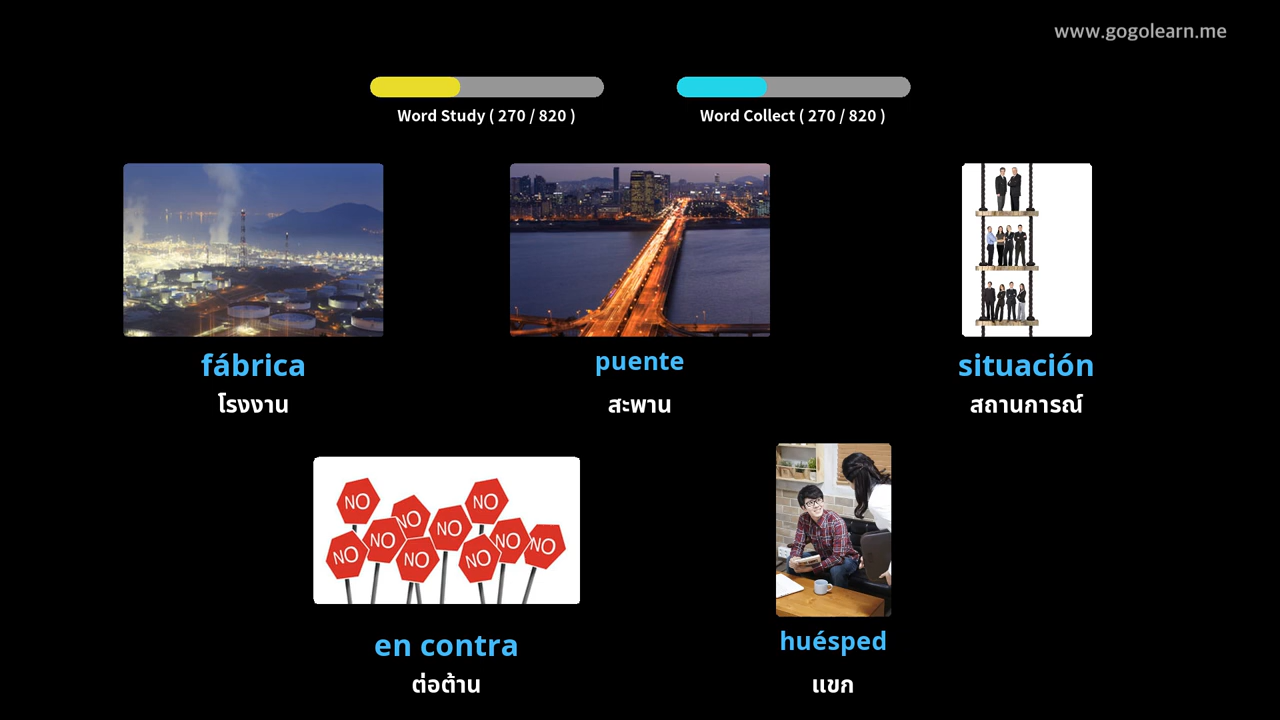 www.gogolearn.me
Word Study ( 270 / 820 )
Word Collect ( 270 / 820 )
fábrica
โรงงาน
puente
สะพาน
situación
สถานการณ์
NO
NO
NO
NO
NO
NO
NO
NO
NO
NO
en contra
ต่อต้าน
huésped
แขก